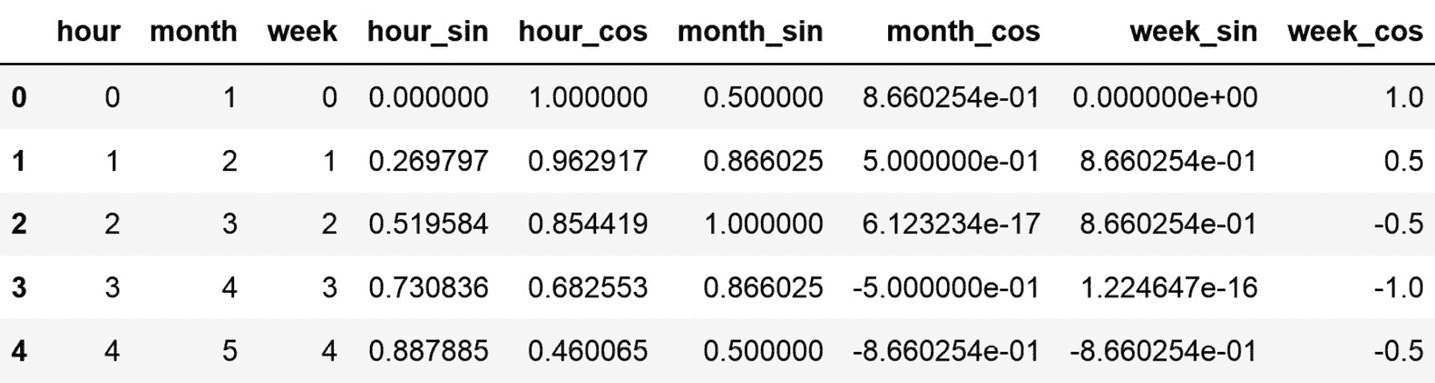 hour month week hour_sin hour_cos month_sin month_cos week_sin week_cos
0 0 1 0 0.000000 1.000000 0.500000 8.660254e-01 0.000000e+00 1.0
1 1 2 1 0.269797 0.962917 0.866025 5.000000e-01 8.660254e-01 0.5
2 2 3 2 0.519584 0.854419 1.000000 6.123234e-17 8.660254e-01 -0.5
3 3 4 3 0.730836 0.682553 0.866025 -5.000000e-01 1.224647e-16 -1.0
4 4 5 4 0.887885 0.460065 0.500000 -8.660254e-01 -8.660254e-01 -0.5